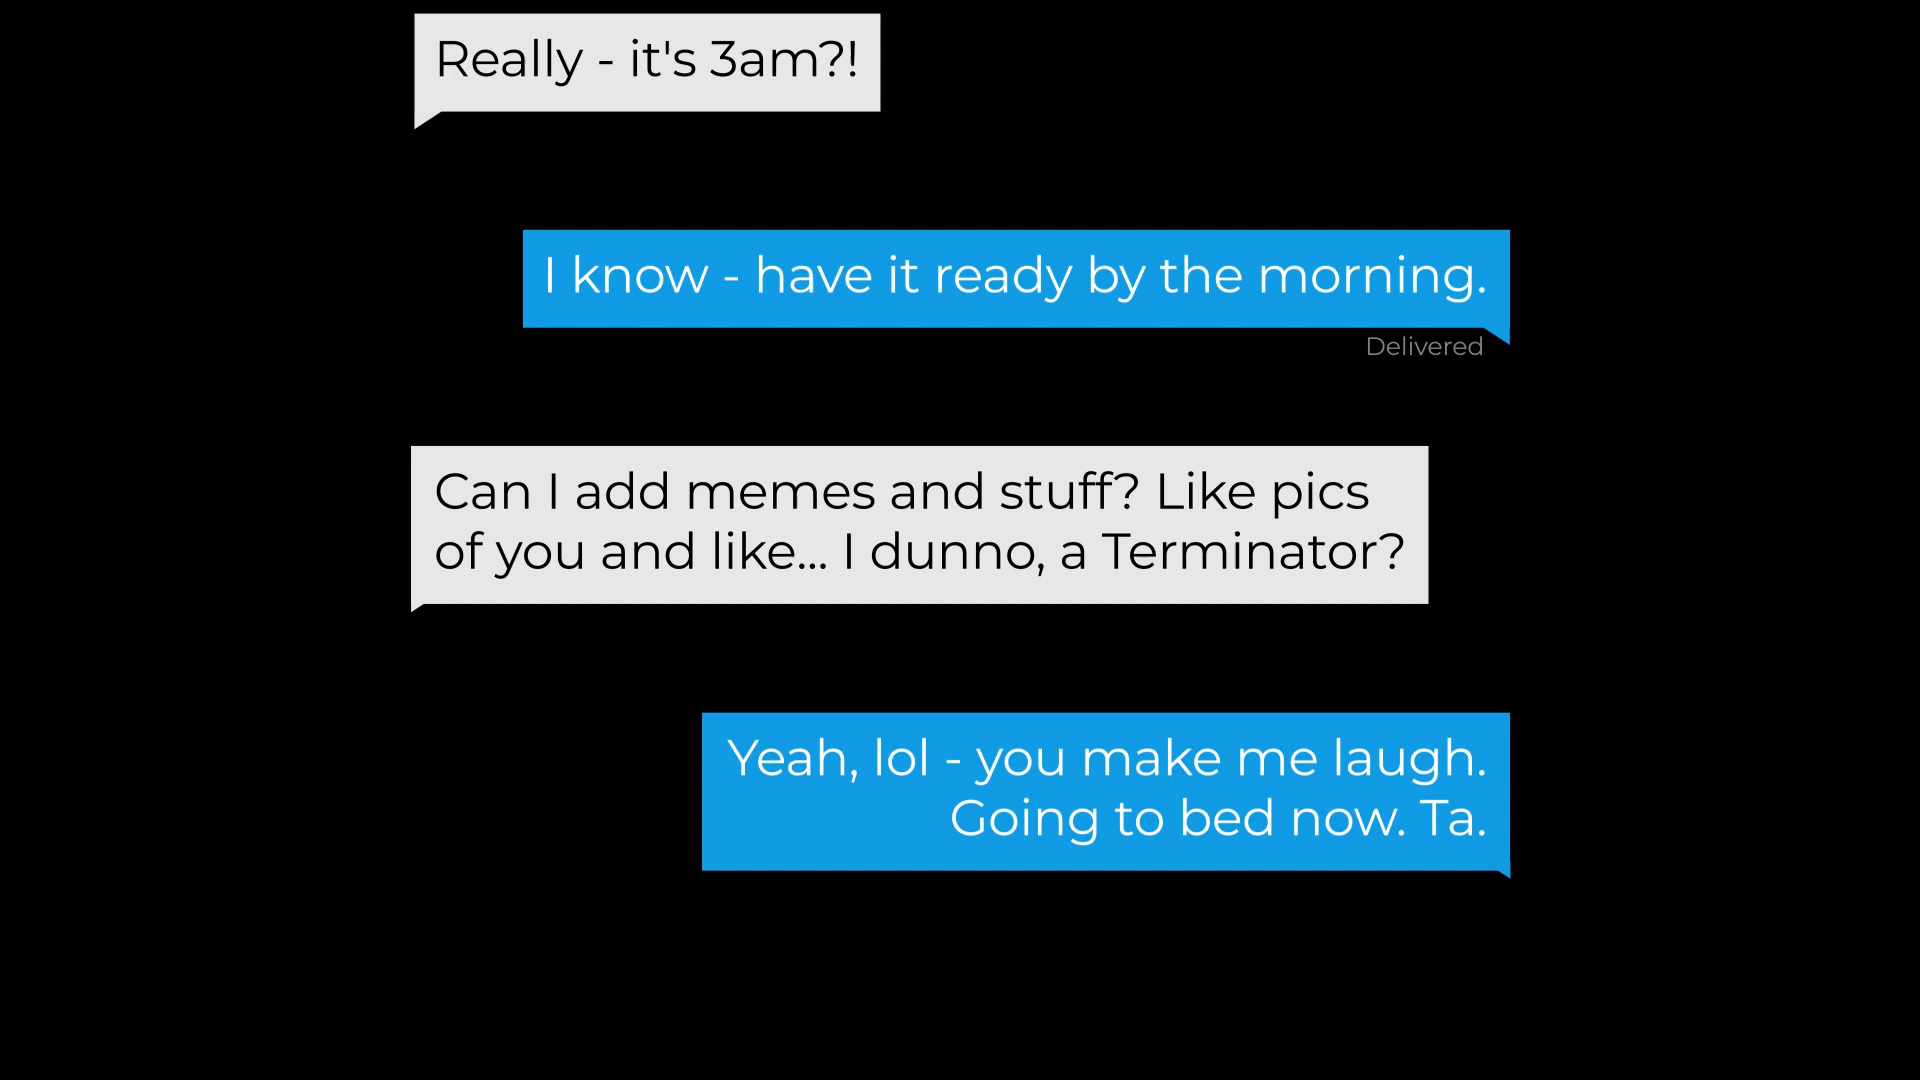 Really - it's 3am?!
I know - have it ready by the morning.
Delivered
Can I add memes and stuff? Like pics
of you and like... I dunno, a Terminator?
Yeah, lol - you make me laugh.
Going to bed now. Ta.